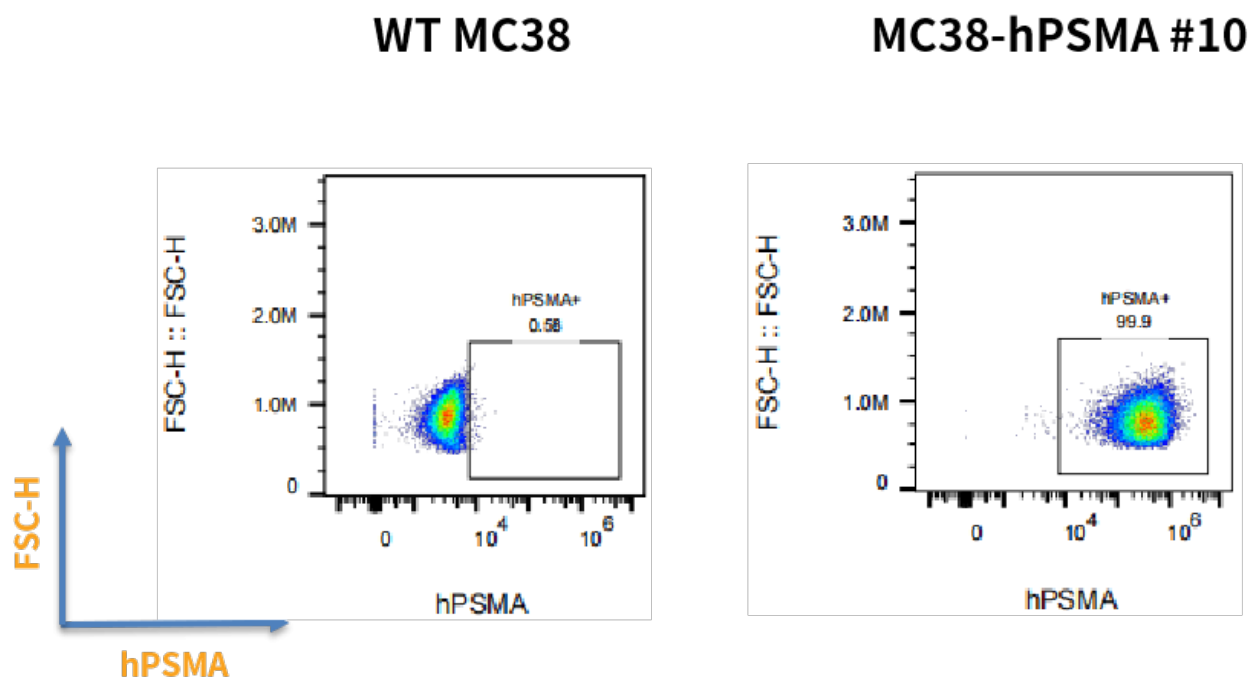 WT MC38
MC38-hPSMA #10
FSC-H :: FSC-H
3.0M
2.0M
1.0M
0
hPSMA+
0.58
0
10^4
10^6
hPSMA
FSC-H :: FSC-H
3.0M
2.0M
1.0M
0
hPSMA+
99.9
0
10^4
10^6
hPSMA
FSC-H
hPSMA